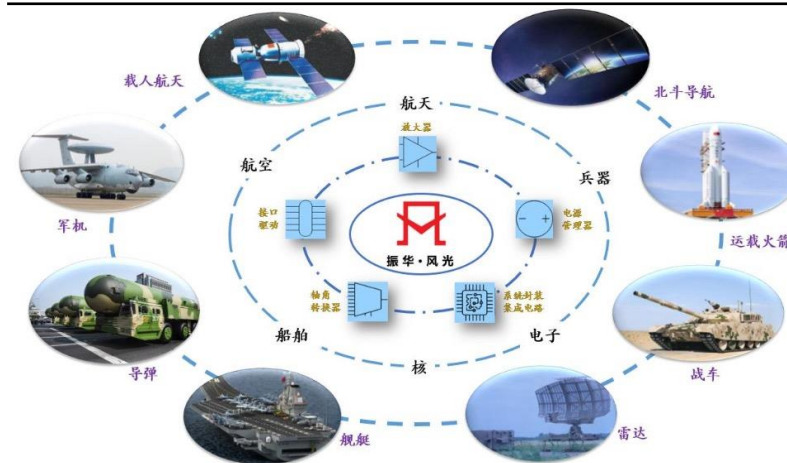 载人航天
北斗导航
航天
放大器
航空
兵器
军机
接口
驱动
电源
管理器
运载火箭
振华·风光
轴角
转换器
系统封装
集成电路
船舶
电子
导弹
核
战车
舰艇
雷达